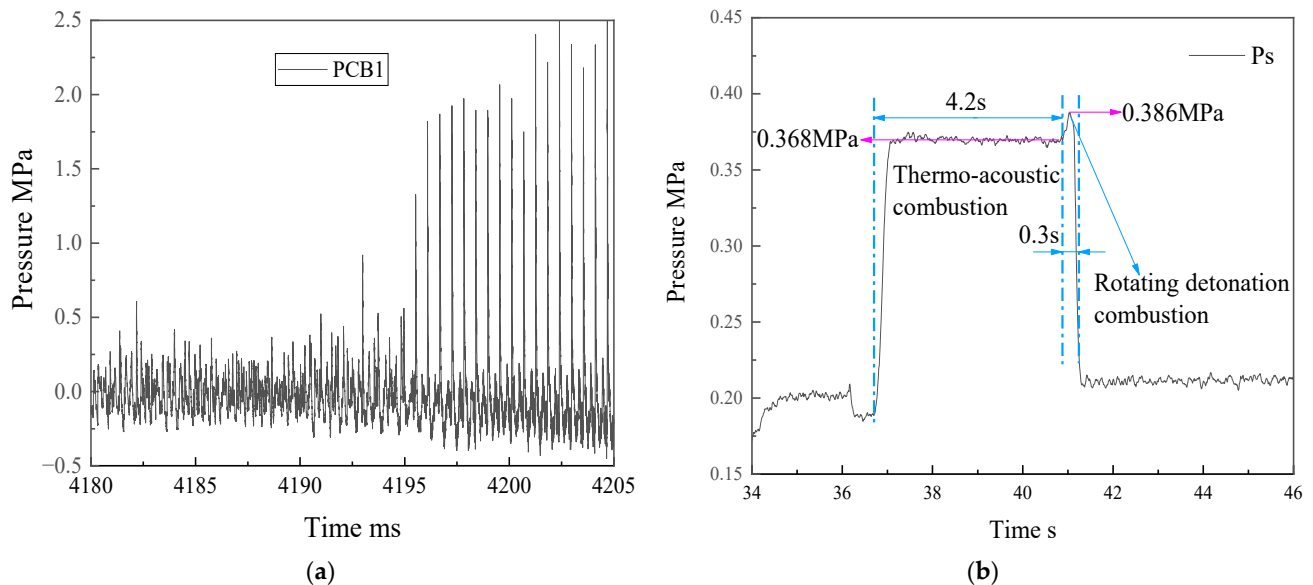 2.5
2.0
1.5
1.0
0.5
0.0
−0.5
Pressure MPa
PCB1
4180
4185
4190
4195
4200
4205
Time ms
(a)
0.45
0.40
0.35
0.30
0.25
0.20
0.15
Pressure MPa
Ps
4.2s
0.386MPa
0.368MPa
Thermo-acoustic
combustion
0.3s
Rotating detonation
combustion
34
36
38
40
42
44
46
Time s
(b)